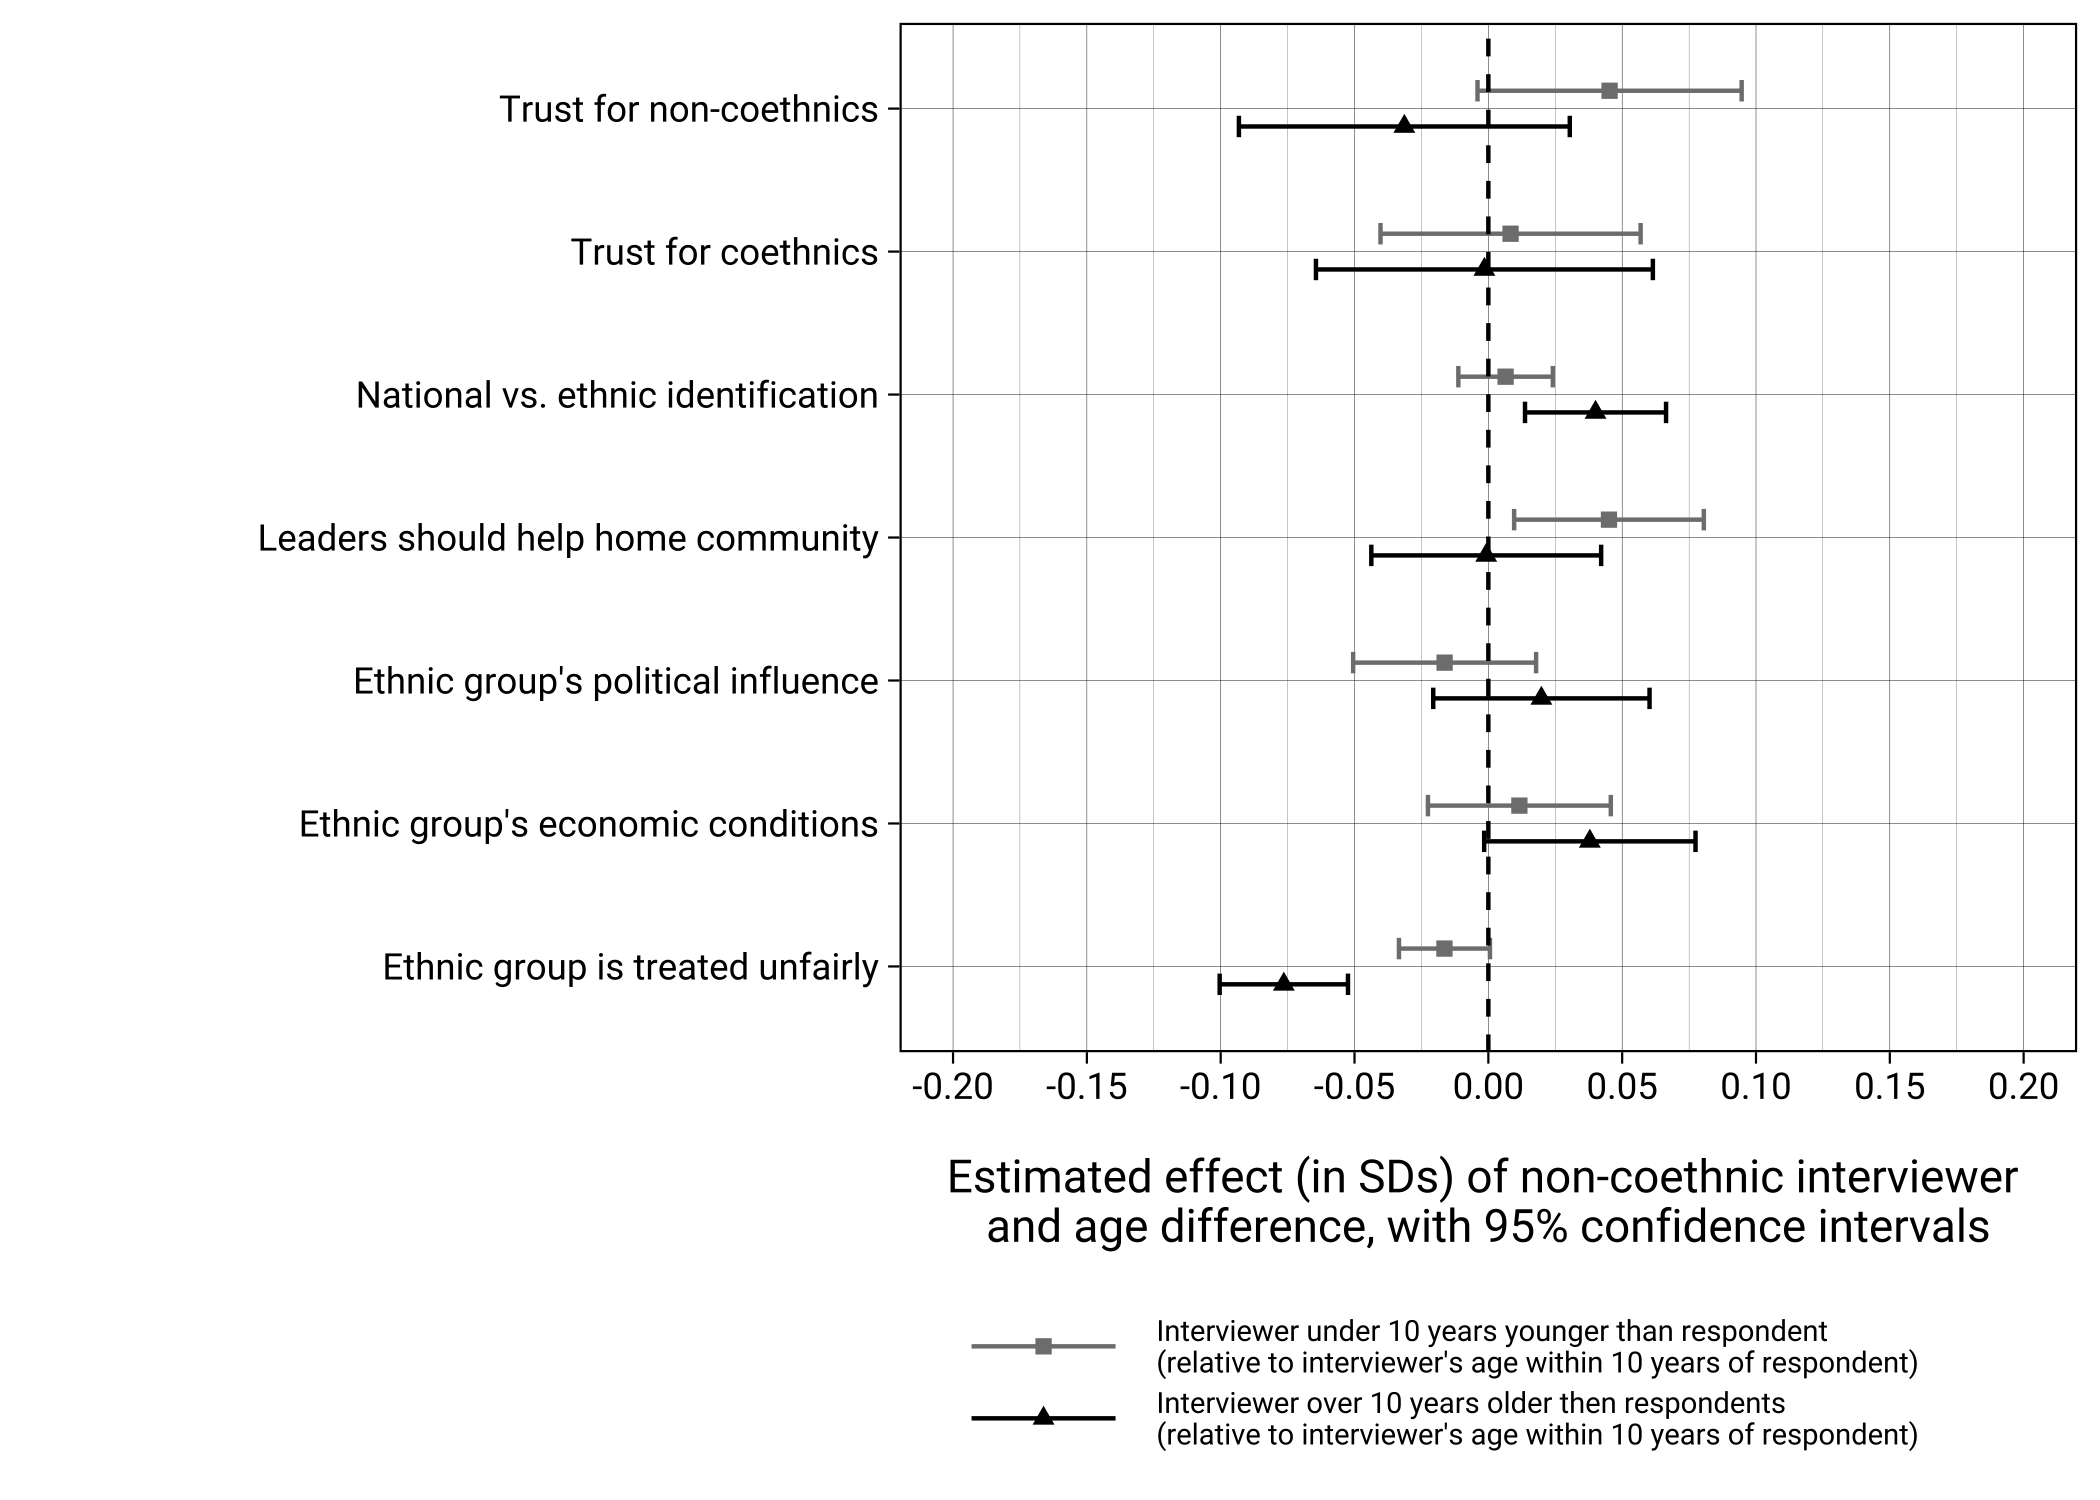 Trust for non-coethnics
Trust for coethnics
National vs. ethnic identification
Leaders should help home community
Ethnic group's political influence
Ethnic group's economic conditions
Ethnic group is treated unfairly
-0.20 -0.15 -0.10 -0.05 0.00 0.05 0.10 0.15 0.20
Estimated effect (in SDs) of non-coethnic interviewer
and age difference, with 95% confidence intervals
Interviewer under 10 years younger than respondent
(relative to interviewer's age within 10 years of respondent)
Interviewer over 10 years older then respondents
(relative to interviewer's age within 10 years of respondent)